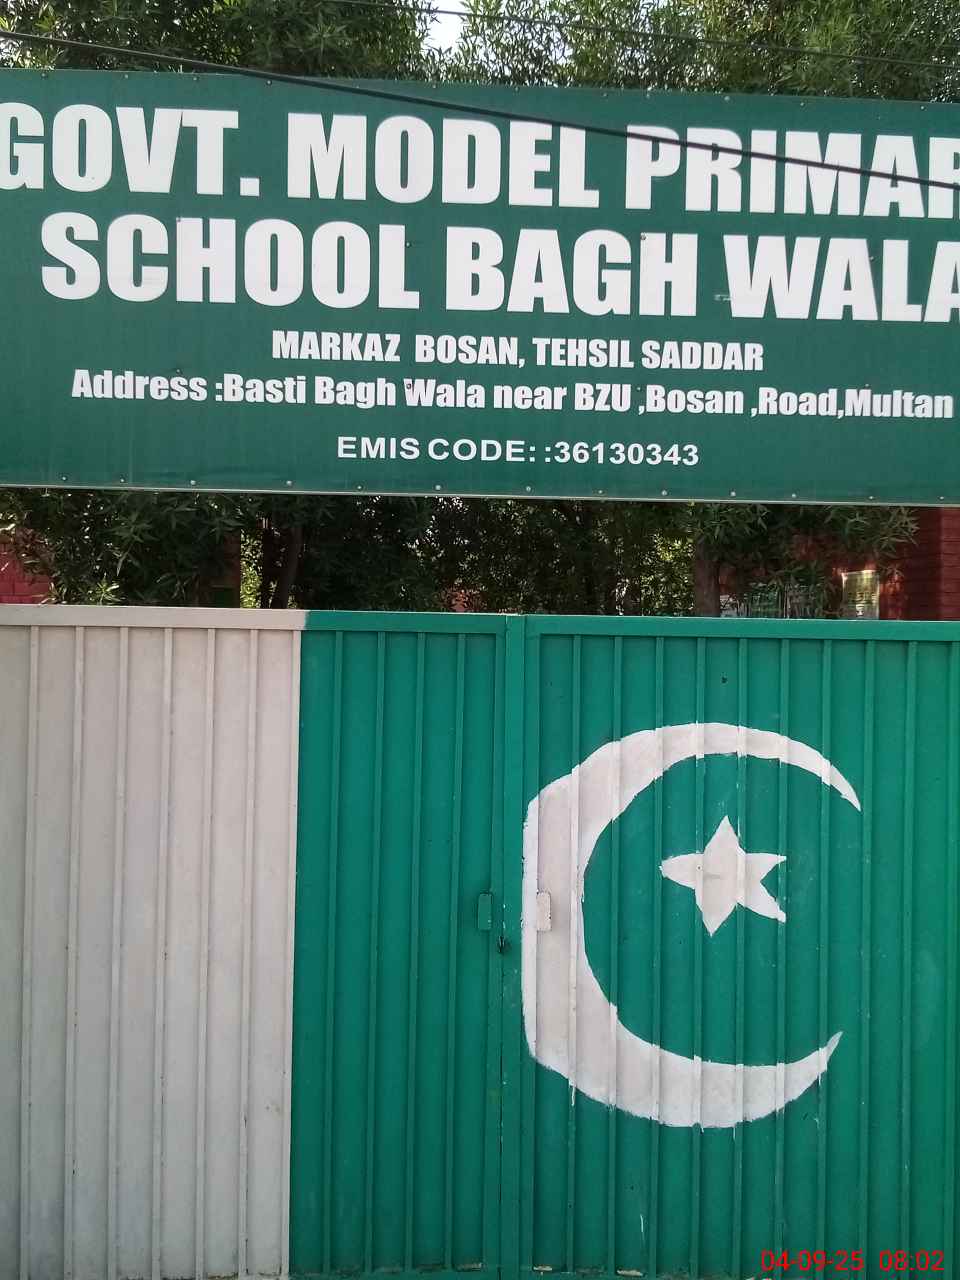 GOVT. MODEL PRIMAR
SCHOOL BAGH WALA
MARKAZ BOSAN, TEHSIL SADDAR
Address :Basti Bagh Wala near BZU ,Bosan ,Road,Multan
EMIS CODE: :36130343
04-09-25 08:02